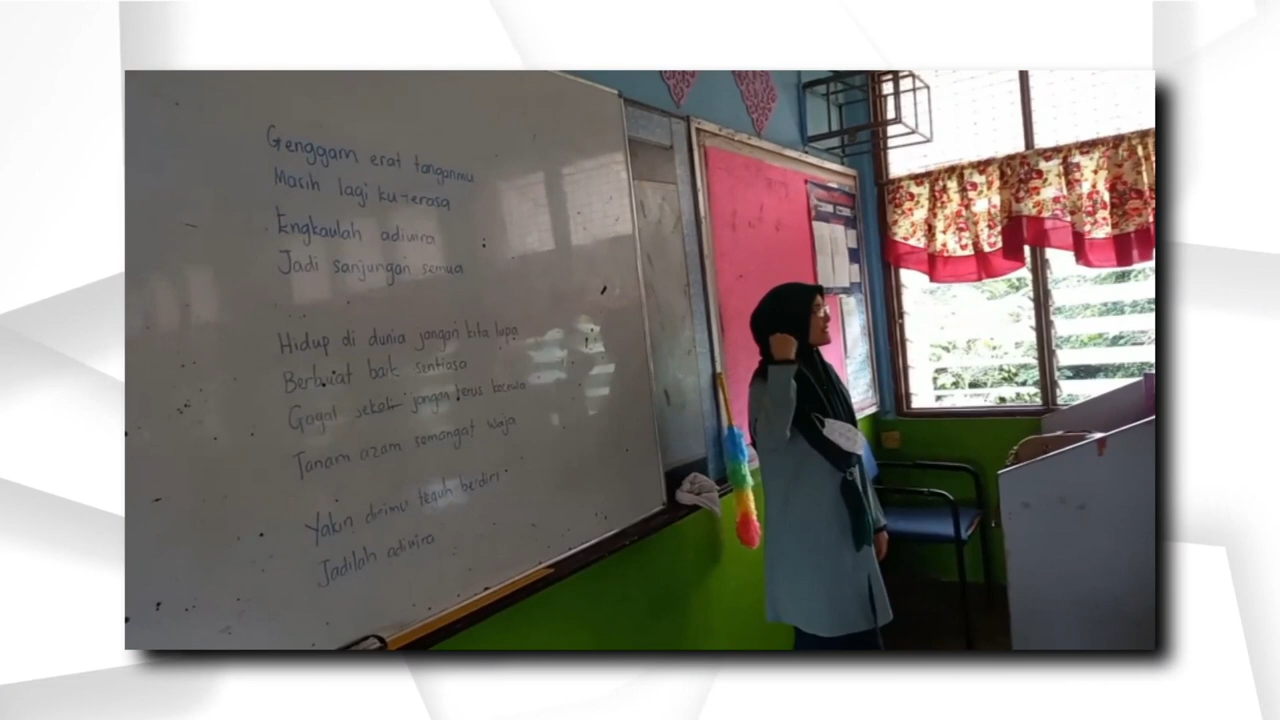 Genggam erat tanganmu
Masih lagi ku terasa
Engkaulah adiwira
Jadi sanjungan semua
Hidup di dunia jangan kita lupa
Berbuat baik sentiasa
Gagal sekali jangan terus kecewa
Tanam azam semangat waja
Yakin dirimu teguh berdiri
Jadilah adiwira